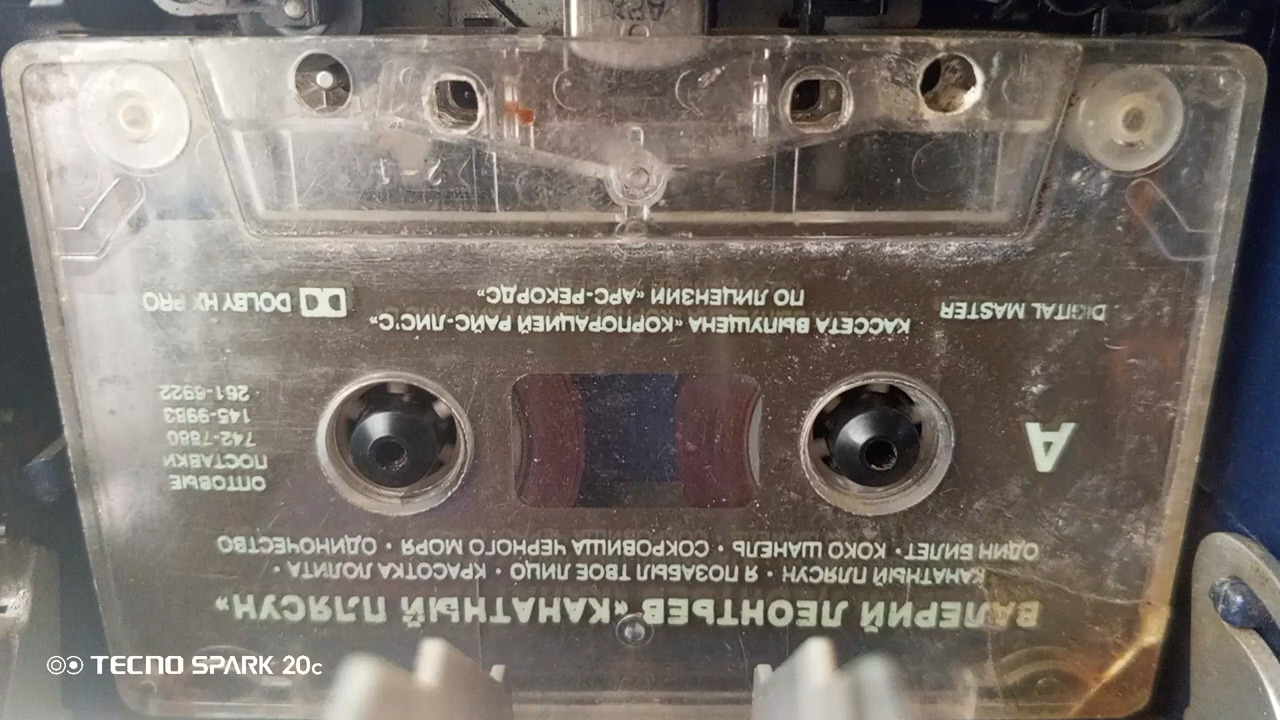 ВАЛЕРИЙ ЛЕОНТЬЕВ «КАНАТНЫЙ ПЛЯСУН»
КАНАТНЫЙ ПЛЯСУН • Я ПОЗАБЫЛ ТВОЕ ЛИЦО • КРАСОТКА ЛОЛИТА •
ОДИН БИЛЕТ • КОКО ШАНЕЛЬ • СОКРОВИЩА ЧЕРНОГО МОРЯ • ОДИНОЧЕСТВО
A
ОПТОВЫЕ
ПОСТАВКИ
742-7880
145-9983
261-6922
DIGITAL MASTER
КАССЕТА ВЫПУЩЕНА «КОРПОРАЦИЕЙ РАЙС-ЛИС'С»
ПО ЛИЦЕНЗИИ «АРС-РЕКОРДС»
DOLBY HX PRO
TECNO SPARK 20c